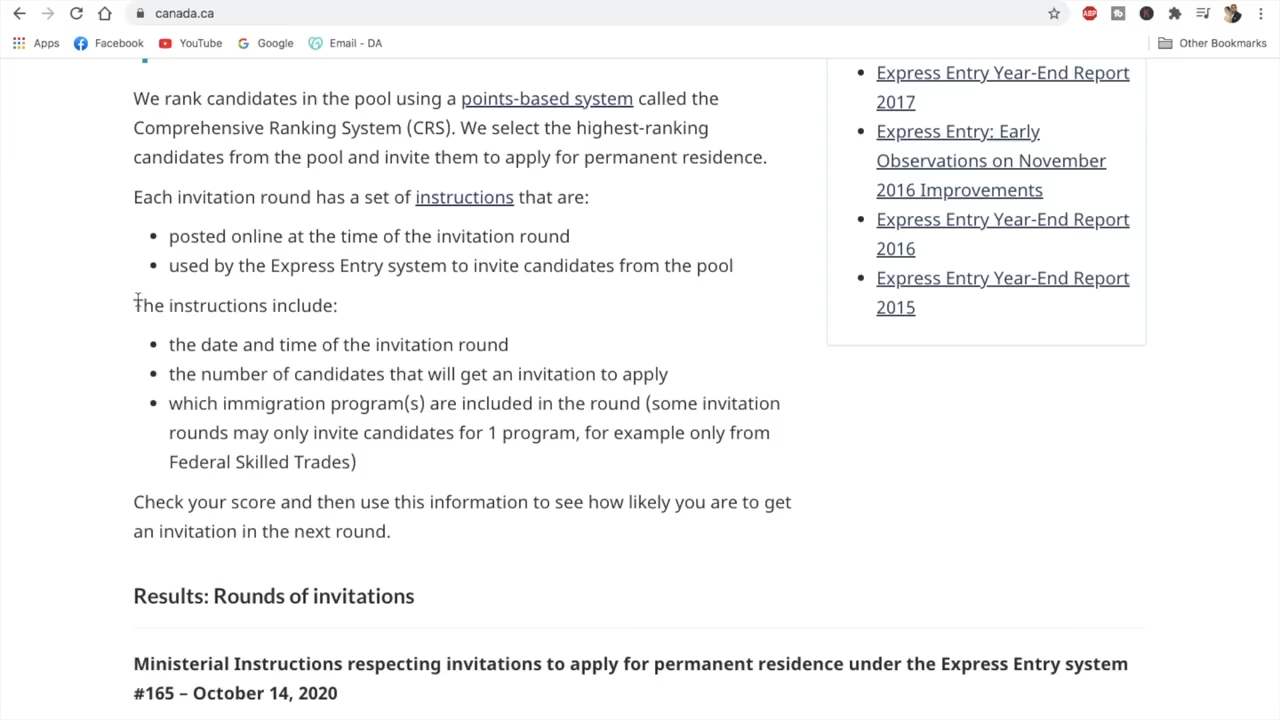 canada.ca
Apps Facebook YouTube Google Email - DA Other Bookmarks
We rank candidates in the pool using a points-based system called the
Comprehensive Ranking System (CRS). We select the highest-ranking
candidates from the pool and invite them to apply for permanent residence.
Each invitation round has a set of instructions that are:
• posted online at the time of the invitation round
• used by the Express Entry system to invite candidates from the pool
The instructions include:
• the date and time of the invitation round
• the number of candidates that will get an invitation to apply
• which immigration program(s) are included in the round (some invitation
rounds may only invite candidates for 1 program, for example only from
Federal Skilled Trades)
Check your score and then use this information to see how likely you are to get
an invitation in the next round.
• Express Entry Year-End Report
2017
• Express Entry: Early
Observations on November
2016 Improvements
• Express Entry Year-End Report
2016
• Express Entry Year-End Report
2015
Results: Rounds of invitations
Ministerial Instructions respecting invitations to apply for permanent residence under the Express Entry system
#165 – October 14, 2020